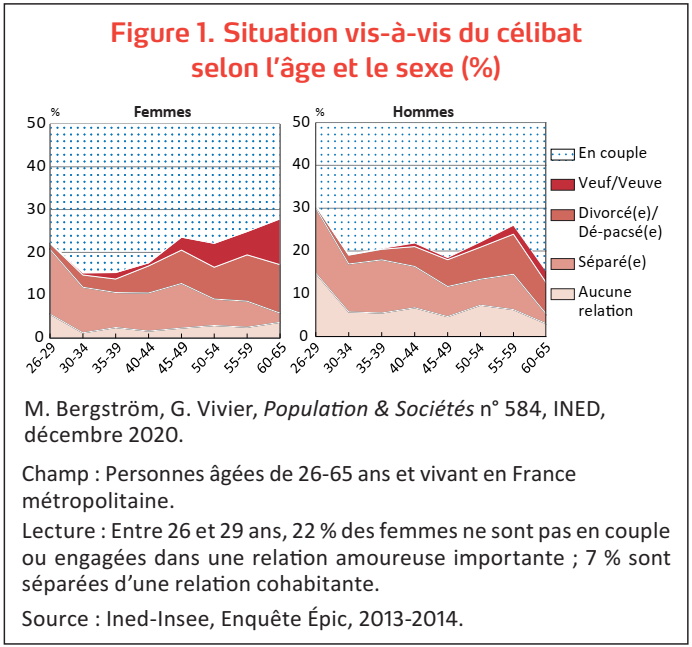 Figure 1. Situation vis-à-vis du célibat
selon l'âge et le sexe (%)
%
Femmes
50
40
30
20
10
0
26-29
30-34
35-39
40-44
45-49
50-54
55-59
60-65
%
Hommes
50
40
30
20
10
0
26-29
30-34
35-39
40-44
45-49
50-54
55-59
60-65
En couple
Veuf/Veuve
Divorcé(e)/
Dé-pacsé(e)
Séparé(e)
Aucune
relation
M. Bergström, G. Vivier, Population & Sociétés n° 584, INED,
décembre 2020.
Champ : Personnes âgées de 26-65 ans et vivant en France
métropolitaine.
Lecture : Entre 26 et 29 ans, 22 % des femmes ne sont pas en couple
ou engagées dans une relation amoureuse importante ; 7 % sont
séparées d'une relation cohabitante.
Source : Ined-Insee, Enquête Épic, 2013-2014.